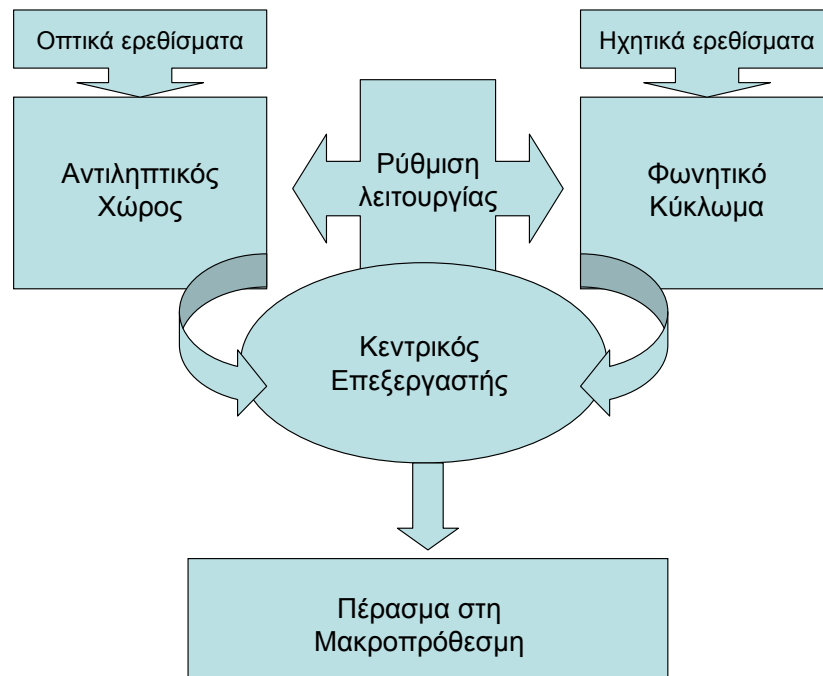 Οπτικά ερεθίσματα
Ηχητικά ερεθίσματα
Αντιληπτικός
Χώρος
Ρύθμιση
λειτουργίας
Φωνητικό
Κύκλωμα
Κεντρικός
Επεξεργαστής
Πέρασμα στη
Μακροπρόθεσμη